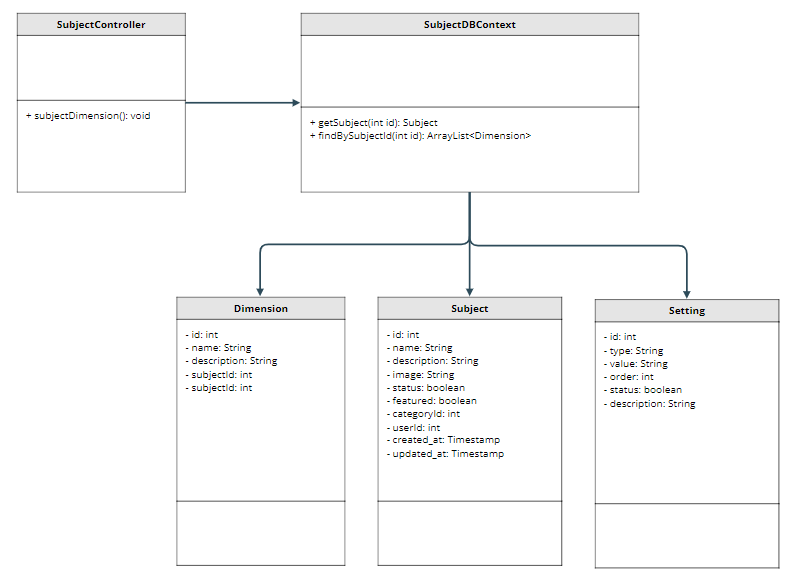 SubjectController
+ subjectDimension(): void
SubjectDBContext
+ getSubject(int id): Subject
+ findBySubjectId(int id): ArrayList<Dimension>
Dimension
- id: int
- name: String
- description: String
- subjectId: int
- subjectId: int
Subject
- id: int
- name: String
- description: String
- image: String
- status: boolean
- featured: boolean
- categoryId: int
- userId: int
- created_at: Timestamp
- updated_at: Timestamp
Setting
- id: int
- type: String
- value: String
- order: int
- status: boolean
- description: String